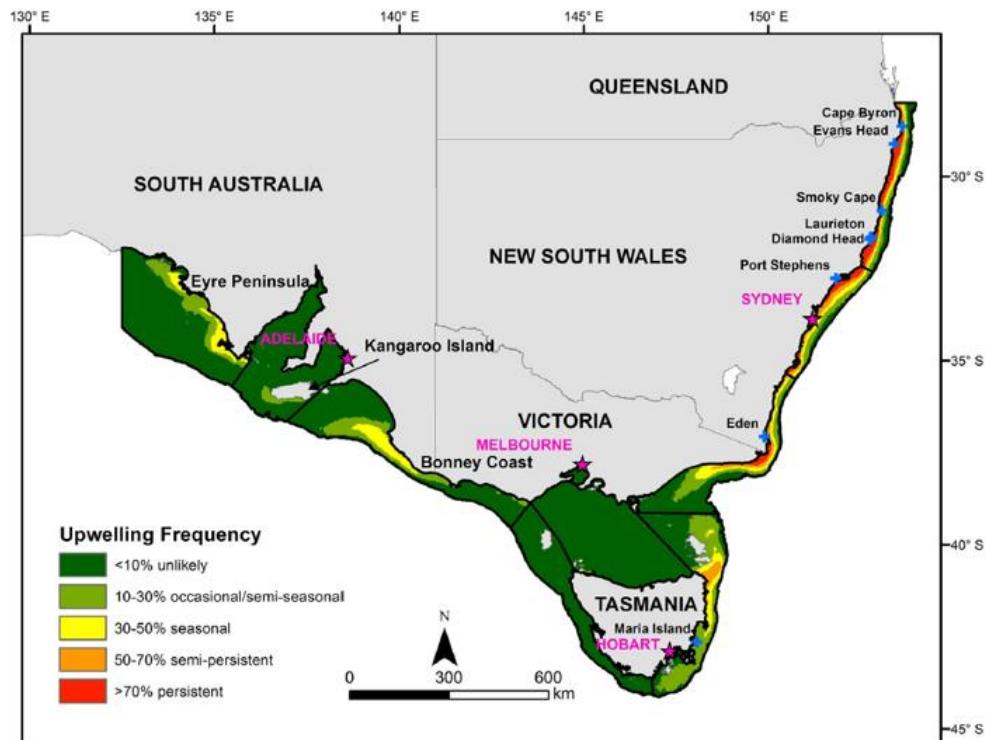 130° E
135° E
140° E
145° E
150° E
QUEENSLAND
Cape Byron
Evans Head
30° S
SOUTH AUSTRALIA
Smoky Cape
Laurieton
Diamond Head
NEW SOUTH WALES
Port Stephens
Eyre Peninsula
SYDNEY
ADELAIDE
Kangaroo Island
35° S
VICTORIA
Eden
MELBOURNE
Bonney Coast
Upwelling Frequency
<10% unlikely
40° S
10-30% occasional/semi-seasonal
TASMANIA
30-50% seasonal
Maria Island
N
HOBART
50-70% semi-persistent
0 300 600
km
>70% persistent
45° S